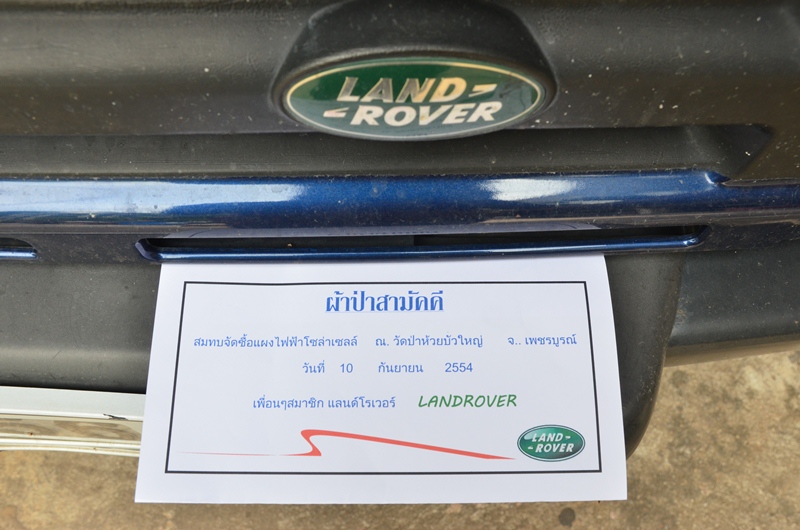 LAND
ROVER
ผ้าป่าสามัคคี
สมทบจัดซื้อแผงไฟฟ้าโซล่าเซลล์ ณ. วัดป่าห้วยบัวใหญ่ จ.. เพชรบูรณ์
วันที่ 10 กันยายน 2554
เพื่อนๆสมาชิก แลนด์โรเวอร์ LANDROVER
LAND
ROVER